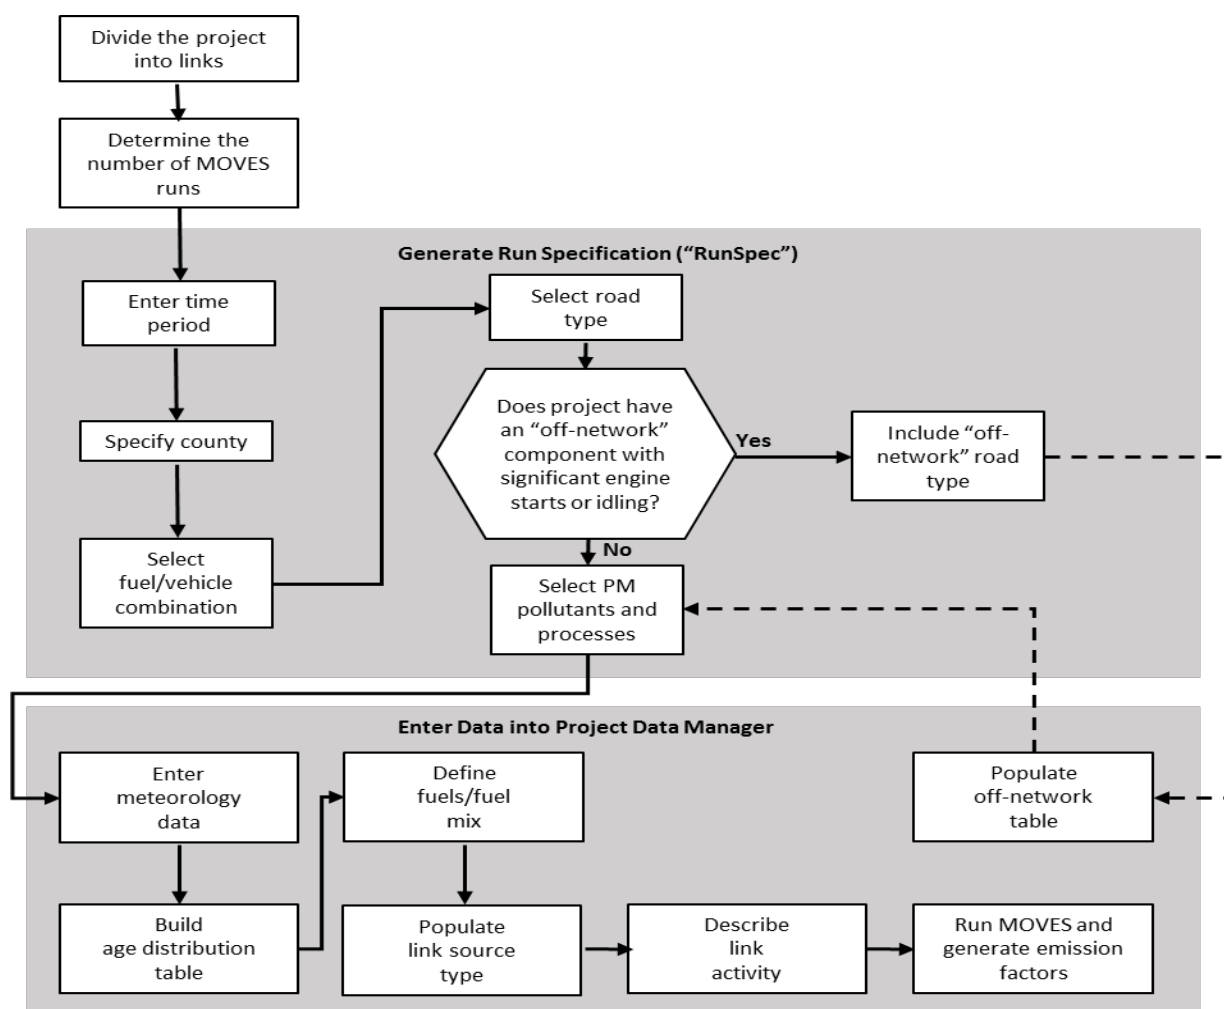 Divide the project
into links
Determine the
number of MOVES
runs
Generate Run Specification (“RunSpec”)
Enter time
period
Specify county
Select
fuel/vehicle
combination
Select road
type
Does project have
an “off-network”
component with
significant engine
starts or idling?
Yes
Include “off-
network” road
type
No
Select PM
pollutants and
processes
Enter Data into Project Data Manager
Enter
meteorology
data
Build
age distribution
table
Define
fuels/fuel
mix
Populate
link source
type
Describe
link
activity
Populate
off-network
table
Run MOVES and
generate emission
factors